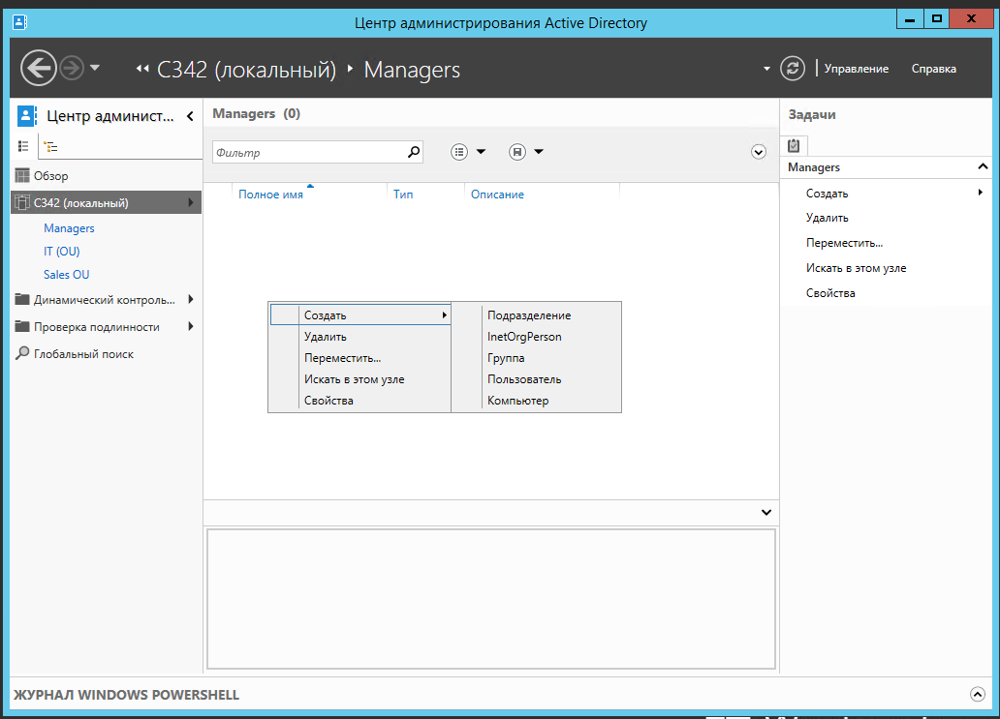 Центр администрирования Active Directory
C342 (локальный) Managers
Управление
Справка
Центр админист...
Обзор
C342 (локальный)
Managers
IT (OU)
Sales OU
Динамический контроль...
Проверка подлинности
Глобальный поиск
Managers (0)
Фильтр
Полное имя Тип Описание
Создать
Удалить
Переместить...
Искать в этом узле
Свойства
Подразделение
InetOrgPerson
Группа
Пользователь
Компьютер
Задачи
Managers
Создать
Удалить
Переместить...
Искать в этом узле
Свойства
ЖУРНАЛ WINDOWS POWERSHELL